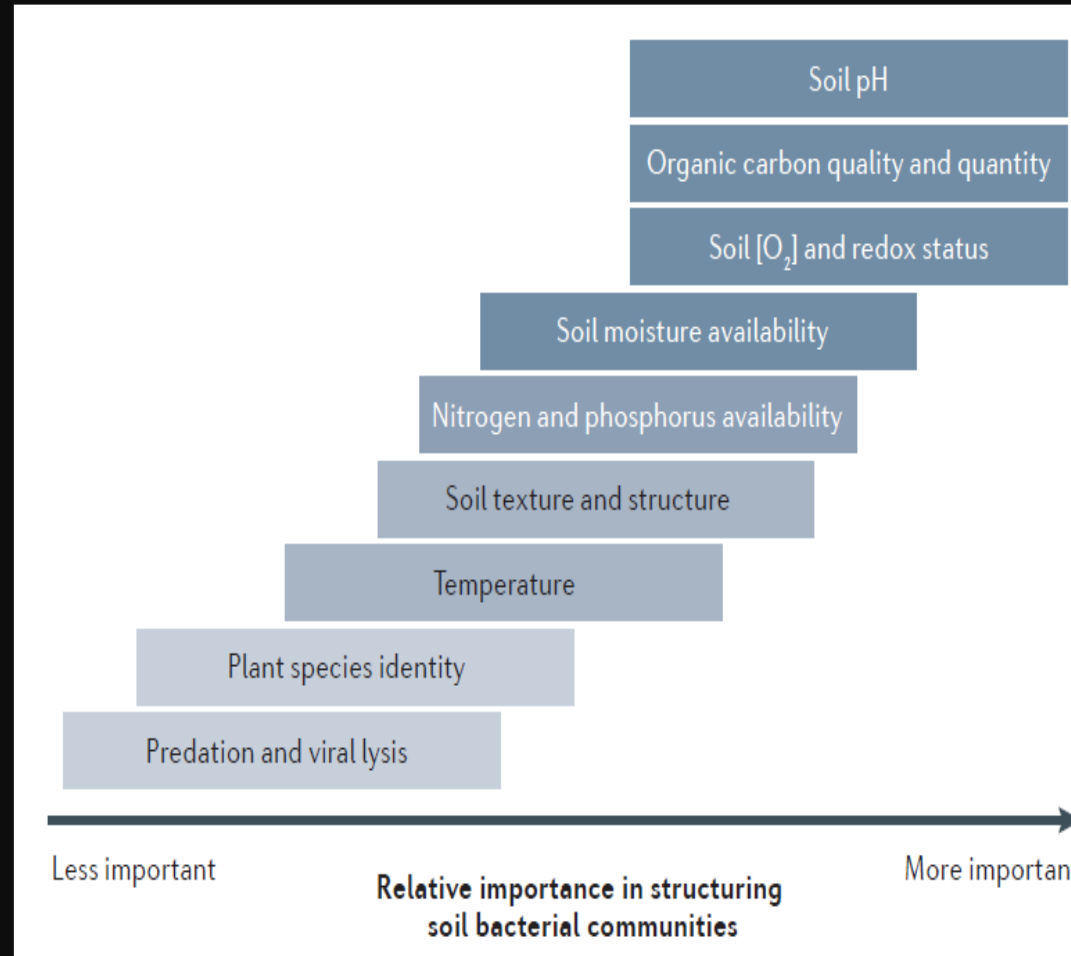 Soil pH
Organic carbon quality and quantity
Soil [O₂] and redox status
Soil moisture availability
Nitrogen and phosphorus availability
Soil texture and structure
Temperature
Plant species identity
Predation and viral lysis
Less important
More importan
Relative importance in structuring
soil bacterial communities